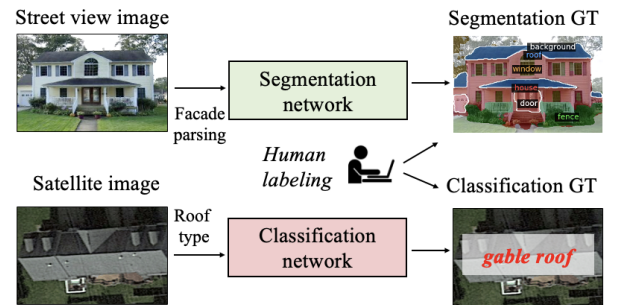 Street view image
Segmentation GT
Facade
parsing
Segmentation
network
background
roof
window
house
door
fence
Human
labeling
Satellite image
Classification GT
Roof
type
Classification
network
gable roof